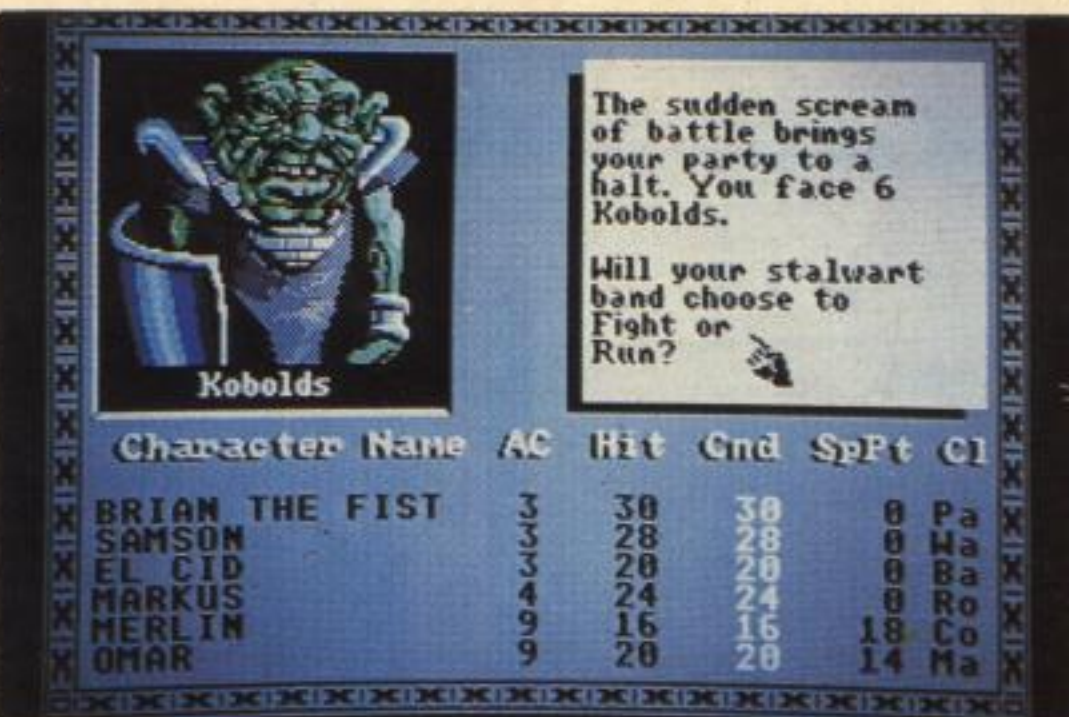 The sudden scream
of battle brings
your party to a
halt. You face 6
Kobolds.
Will your stalwart
band choose to
Fight or
Run?
Kobolds
Character Name AC Hit Cnd SpPt Cl
BRIAN THE FIST 3 30 30 0 Pa
SAMSON 3 28 28 0 Wa
EL CID 3 20 20 0 Ba
MARKUS 4 24 24 0 Ro
MERLIN 9 16 16 18 Co
OMAR 9 20 20 14 Ma